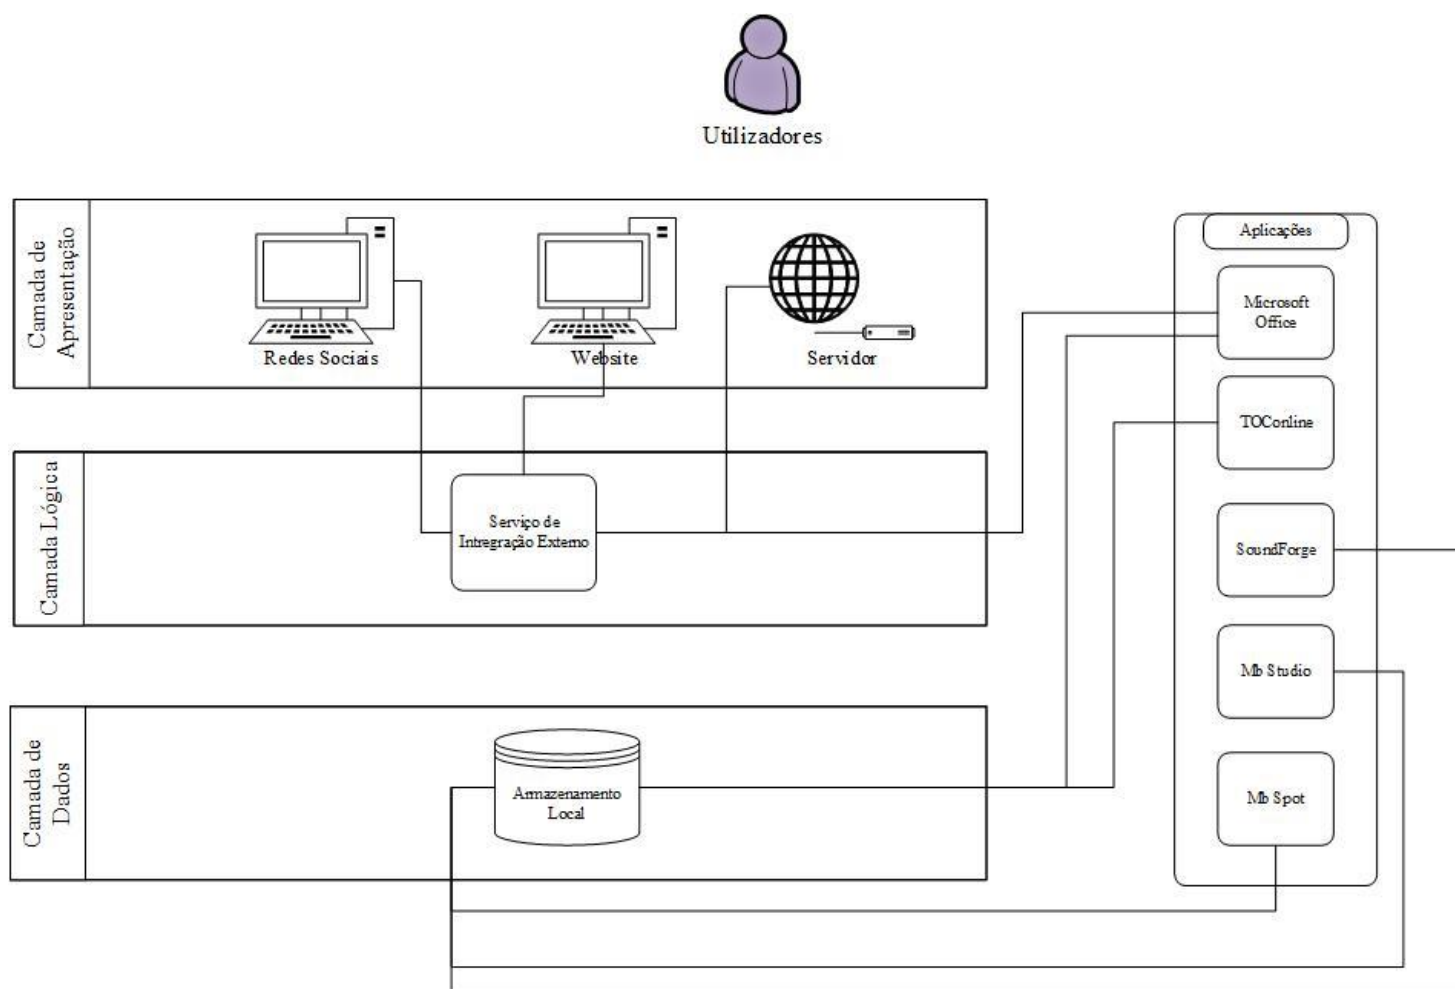 Utilizadores
Camada de
Apresentação
Redes Sociais
Website
Servidor
Aplicações
Microsoft
Office
TOConline
SoundForge
Mb Studio
Mb Spot
Camada Lógica
Serviço de
Intregração Externo
Camada de
Dados
Armazenamento
Local